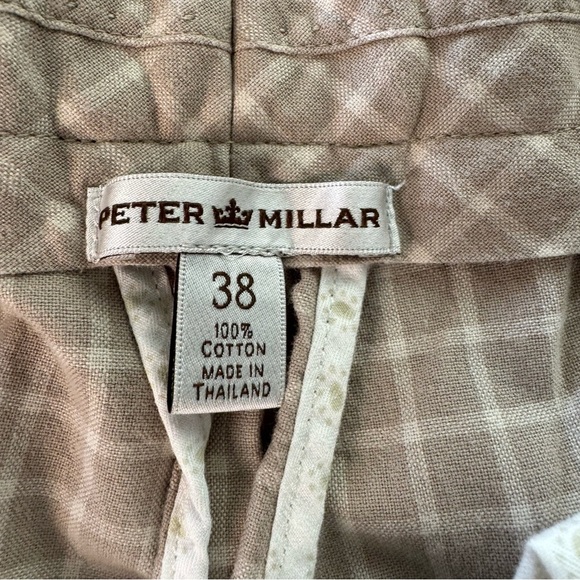 PETER MILLAR
38
100%
COTTON
MADE IN
THAILAND